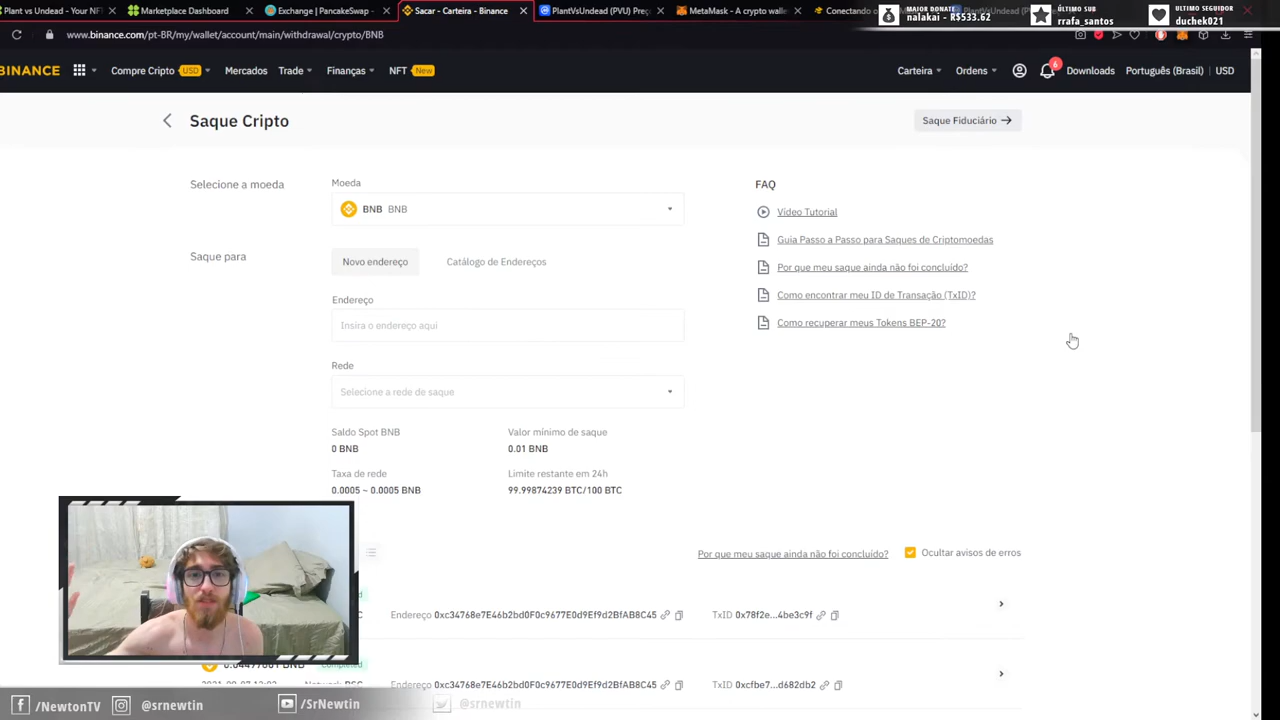 Plant vs Undead - You F
Marketplace Dashboard
Exchange | PancakeSwap -
Sacar - Carteira - Binance
PlantVsUndead (PVU) Preç
MetaMask - A crypto walle
Conectando o
MAIOR DONATE
nalakai - R$533.62
ÚLTIMO SUB
rrafa_santos
ÚLTIMO SEGUIDOR
duchek021
www.binance.com/pt-BR/my/wallet/account/main/withdrawal/crypto/BNB
BINANCE
Compre Cripto USD
Mercados
Trade
Finanças
NFT New
Carteira
Ordens
6
Downloads
Português (Brasil)
USD
Saque Cripto
Saque Fiduciário →
Selecione a moeda
Moeda
BNB BNB
FAQ
Vídeo Tutorial
Guia Passo a Passo para Saques de Criptomoedas
Por que meu saque ainda não foi concluído?
Como encontrar meu ID de Transação (TxID)?
Como recuperar meus Tokens BEP-20?
Saque para
Novo endereço
Catálogo de Endereços
Endereço
Insira o endereço aqui
Rede
Selecione a rede de saque
Saldo Spot BNB
0 BNB
Valor mínimo de saque
0.01 BNB
Taxa de rede
0.0005 ~ 0.0005 BNB
Limite restante em 24h
99.99874239 BTC/100 BTC
Por que meu saque ainda não foi concluído?
Ocultar avisos de erros
Endereço 0xc34768e7E46b2bd0F0c9677E0d9Ef9d2BfAB8C45
TxID 0x78f2e...4be3c9f
Completed
Endereço 0xc34768e7E46b2bd0F0c9677E0d9Ef9d2BfAB8C45
TxID 0xcfbe7...d682db2
/NewtonTV
@srnewtin
/SrNewtin
@srnewtin